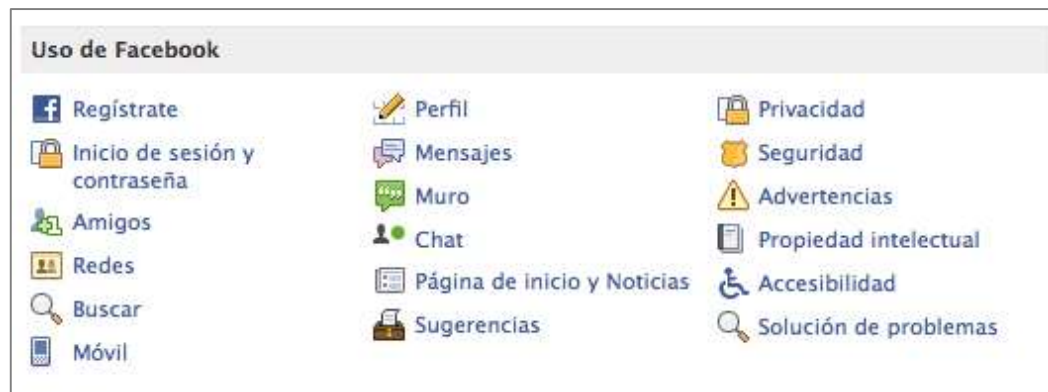 Uso de Facebook
Regístrate
Inicio de sesión y
contraseña
Amigos
Redes
Buscar
Móvil
Perfil
Mensajes
Muro
Chat
Página de inicio y Noticias
Sugerencias
Privacidad
Seguridad
Advertencias
Propiedad intelectual
Accesibilidad
Solución de problemas